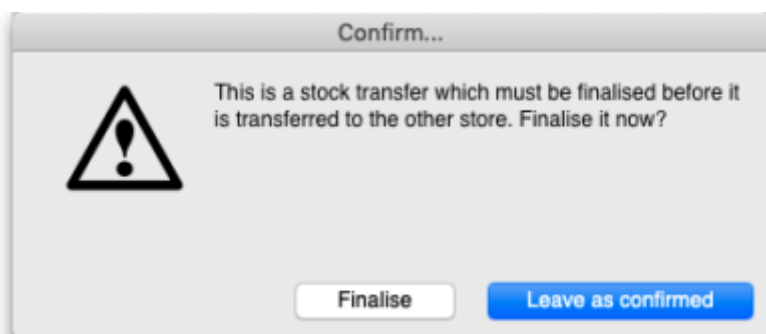 Confirm...
This is a stock transfer which must be finalised before it
is transferred to the other store. Finalise it now?
Finalise
Leave as confirmed